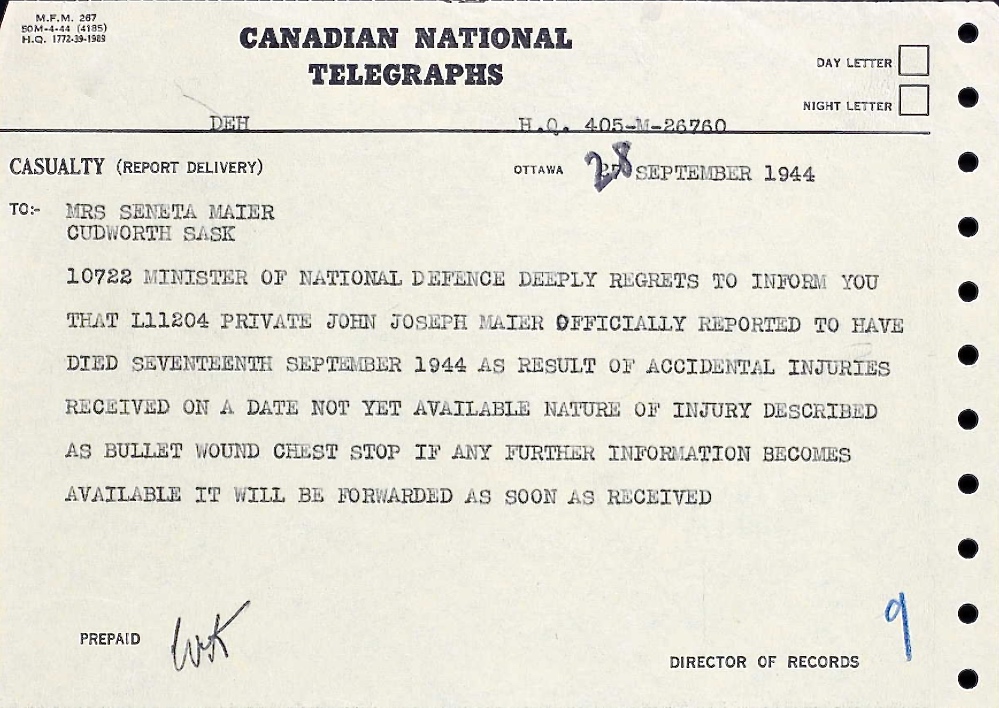 M.F.M. 267
50M-4-44 (4185)
H.Q. 1772-39-1989
CANADIAN NATIONAL
TELEGRAPHS
DAY LETTER
NIGHT LETTER
DEH H.Q. 405-M-26760
CASUALTY (REPORT DELIVERY) OTTAWA 28 SEPTEMBER 1944
TO:- MRS SENETA MAIER
CUDWORTH SASK
10722 MINISTER OF NATIONAL DEFENCE DEEPLY REGRETS TO INFORM YOU
THAT L11204 PRIVATE JOHN JOSEPH MAIER OFFICIALLY REPORTED TO HAVE
DIED SEVENTEENTH SEPTEMBER 1944 AS RESULT OF ACCIDENTAL INJURIES
RECEIVED ON A DATE NOT YET AVAILABLE NATURE OF INJURY DESCRIBED
AS BULLET WOUND CHEST STOP IF ANY FURTHER INFORMATION BECOMES
AVAILABLE IT WILL BE FORWARDED AS SOON AS RECEIVED
PREPAID
DIRECTOR OF RECORDS
9